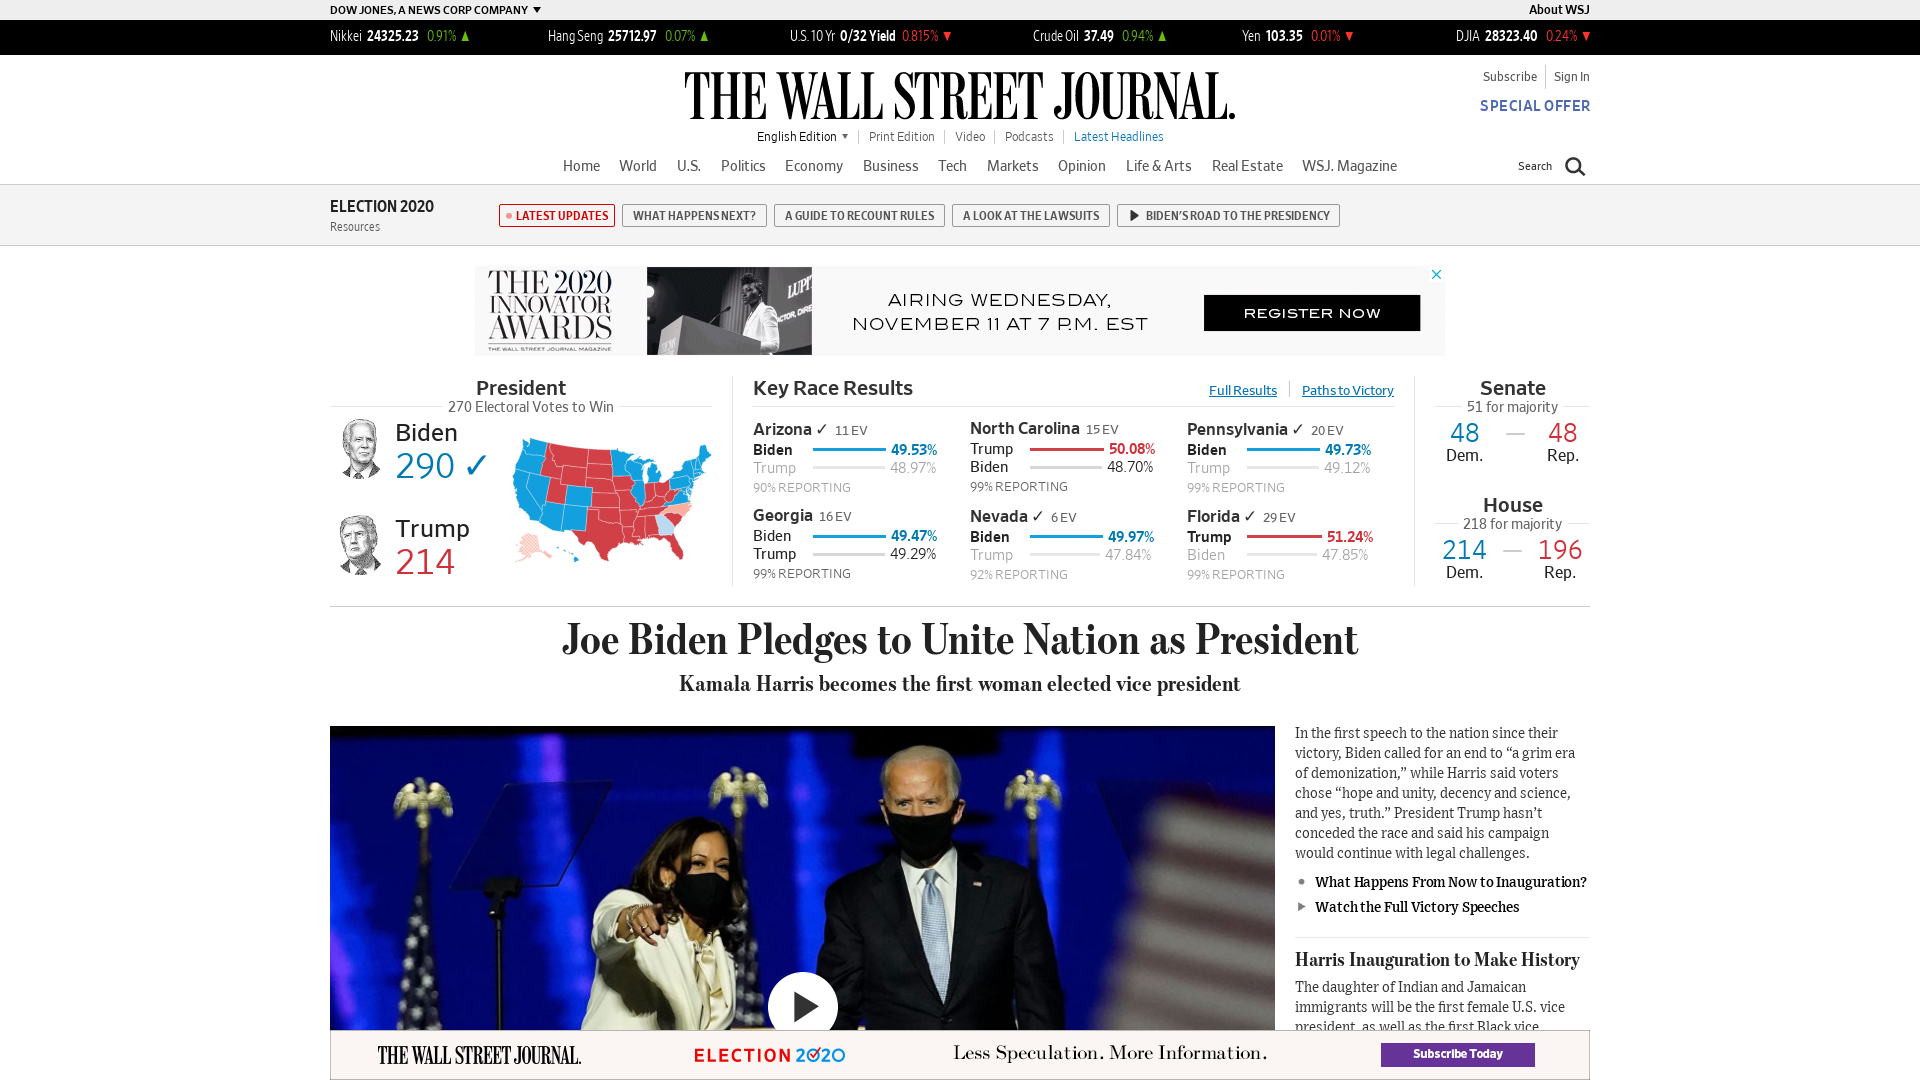 DOW JONES, A NEWS CORP COMPANY
About WSJ
Nikkei 24325.23 0.91%
Hang Seng 25712.97 0.07%
U.S. 10 Yr 0/32 Yield 0.815%
Crude Oil 37.49 0.94%
Yen 103.35 0.01%
DJIA 28323.40 0.24%
THE WALL STREET JOURNAL.
Subscribe
Sign In
SPECIAL OFFER
English Edition
Print Edition
Video
Podcasts
Latest Headlines
Home World U.S. Politics Economy Business Tech Markets Opinion Life & Arts Real Estate WSJ. Magazine
Search
ELECTION 2020
Resources
LATEST UPDATES
WHAT HAPPENS NEXT?
A GUIDE TO RECOUNT RULES
A LOOK AT THE LAWSUITS
BIDEN'S ROAD TO THE PRESIDENCY
THE 2020
INNOVATOR
AWARDS
THE WALL STREET JOURNAL MAGAZINE
AIRING WEDNESDAY,
NOVEMBER 11 AT 7 P.M. EST
REGISTER NOW
President
270 Electoral Votes to Win
Biden
290 ✓
Trump
214
Key Race Results
Full Results
Paths to Victory
Arizona ✓ 11 EV
Biden 49.53%
Trump 48.97%
90% REPORTING
North Carolina 15 EV
Trump 50.08%
Biden 48.70%
99% REPORTING
Pennsylvania ✓ 20 EV
Biden 49.73%
Trump 49.12%
99% REPORTING
Georgia 16 EV
Biden 49.47%
Trump 49.29%
99% REPORTING
Nevada ✓ 6 EV
Biden 49.97%
Trump 47.84%
92% REPORTING
Florida ✓ 29 EV
Trump 51.24%
Biden 47.85%
99% REPORTING
Senate
51 for majority
48 — 48
Dem. Rep.
House
218 for majority
214 — 196
Dem. Rep.
Joe Biden Pledges to Unite Nation as President
Kamala Harris becomes the first woman elected vice president
In the first speech to the nation since their
victory, Biden called for an end to “a grim era
of demonization,” while Harris said voters
chose “hope and unity, decency and science,
and yes, truth.” President Trump hasn’t
conceded the race and said his campaign
would continue with legal challenges.
What Happens From Now to Inauguration?
Watch the Full Victory Speeches
Harris Inauguration to Make History
The daughter of Indian and Jamaican
immigrants will be the first female U.S. vice
president, as well as the first Black vice
THE WALL STREET JOURNAL.
ELECTION 2020
Less Speculation. More Information.
Subscribe Today